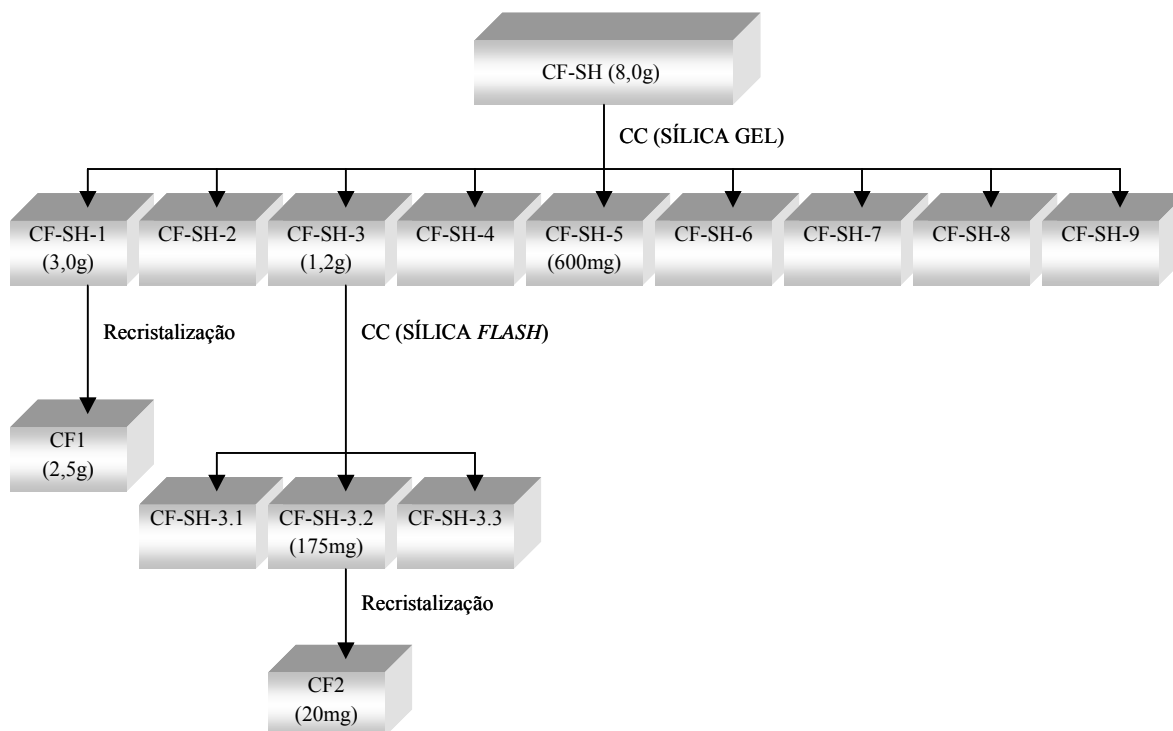 CF-SH (8,0g)
CC (SÍLICA GEL)
CF-SH-1
(3,0g)
CF-SH-2
CF-SH-3
(1,2g)
CF-SH-4
CF-SH-5
(600mg)
CF-SH-6
CF-SH-7
CF-SH-8
CF-SH-9
Recristalização
CC (SÍLICA FLASH)
CF1
(2,5g)
CF-SH-3.1
CF-SH-3.2
(175mg)
CF-SH-3.3
Recristalização
CF2
(20mg)